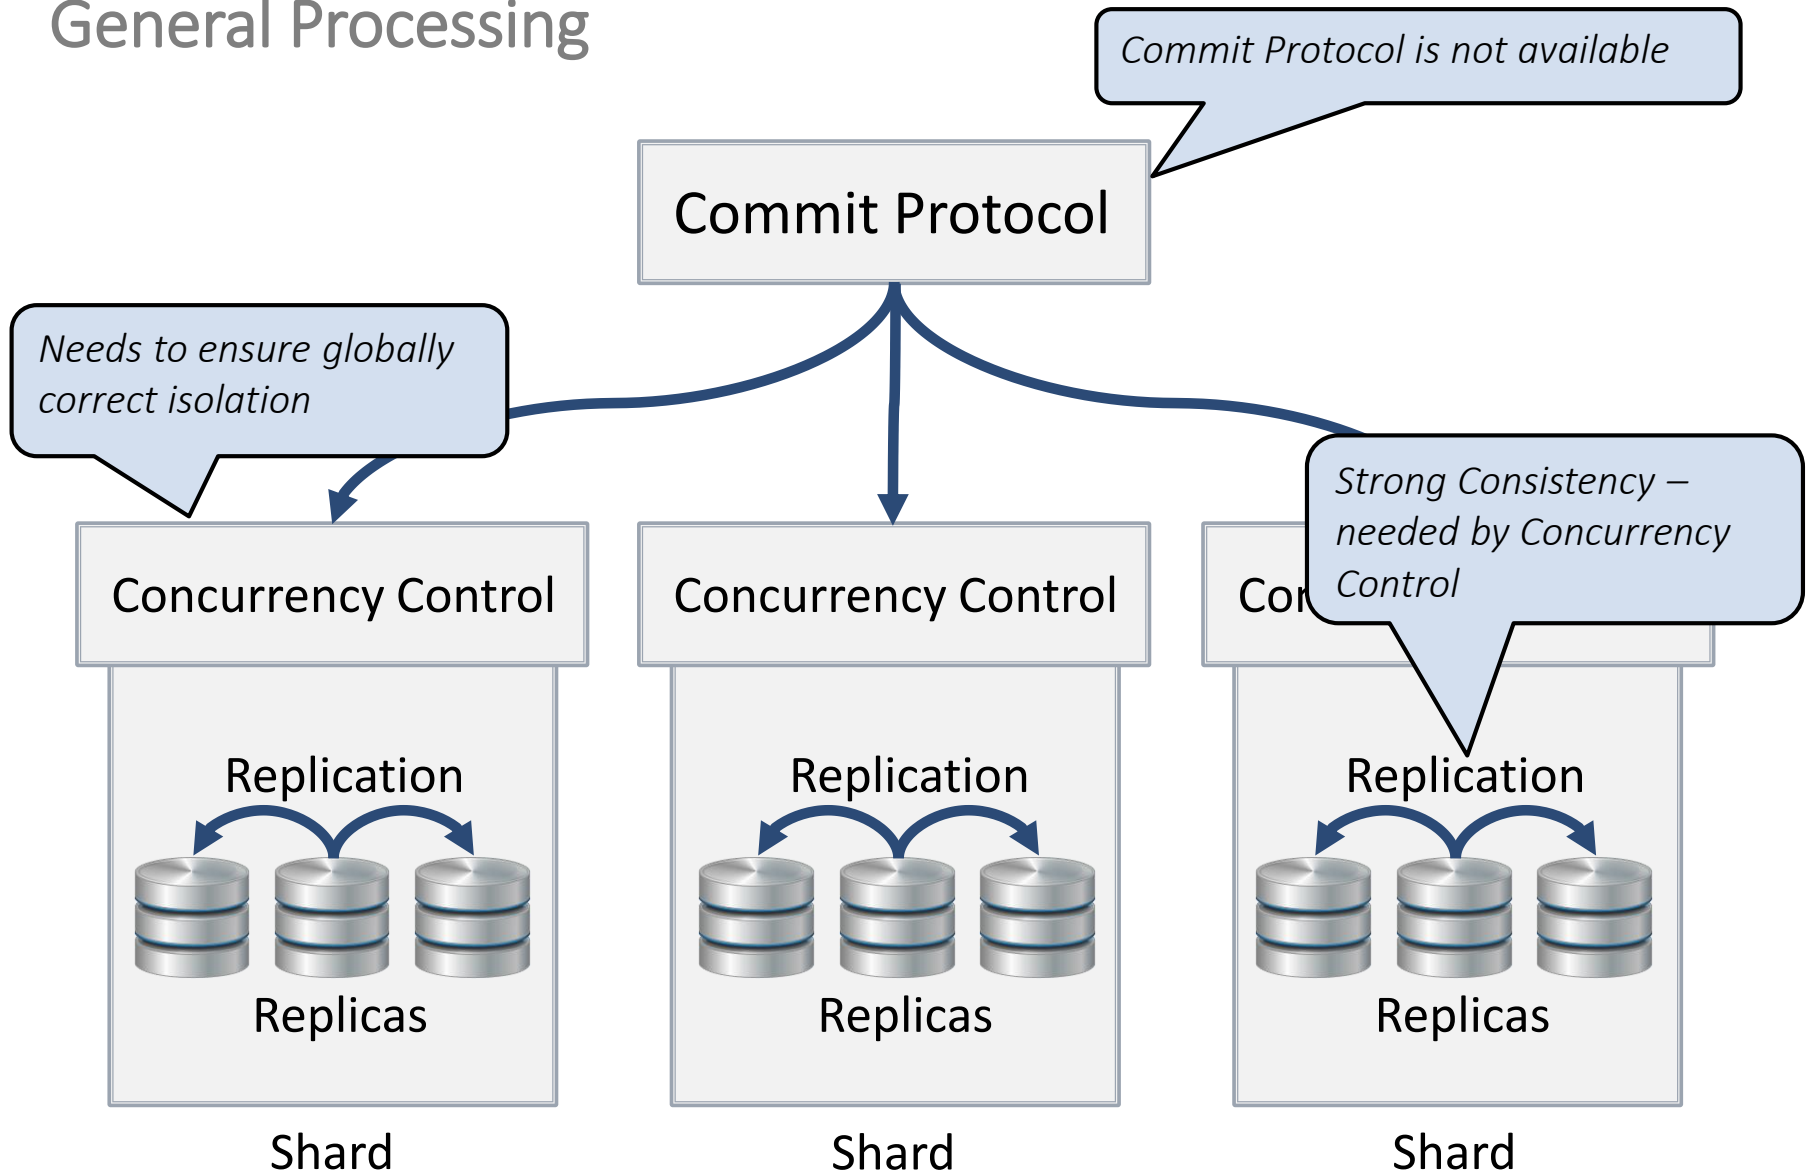 General Processing
Commit Protocol is not available
Commit Protocol
Needs to ensure globally
correct isolation
Strong Consistency –
needed by Concurrency
Control
Concurrency Control
Concurrency Control
Replication
Replication
Replication
Replicas
Replicas
Replicas
Shard
Shard
Shard